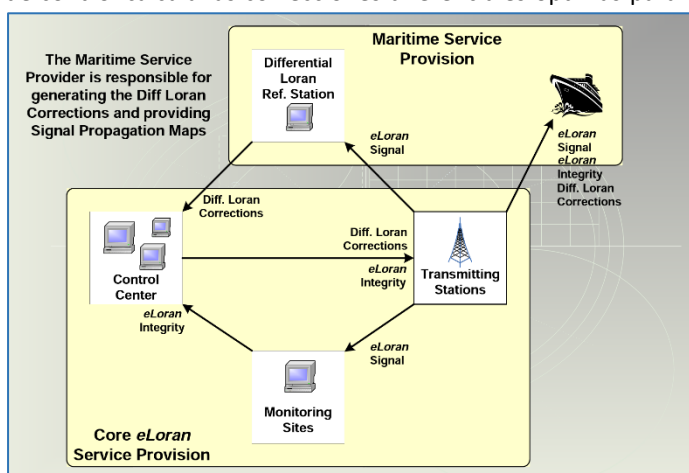 The Maritime Service
Provider is responsible for
generating the Diff Loran
Corrections and providing
Signal Propagation Maps
Maritime Service
Provision
Differential
Loran
Ref. Station
eLoran
Signal
eLoran
Signal
eLoran
Integrity
Diff. Loran
Corrections
Diff. Loran
Corrections
Diff. Loran
Corrections
eLoran
Integrity
Control
Center
Transmitting
Stations
eLoran
Integrity
eLoran
Signal
Monitoring
Sites
Core eLoran
Service Provision